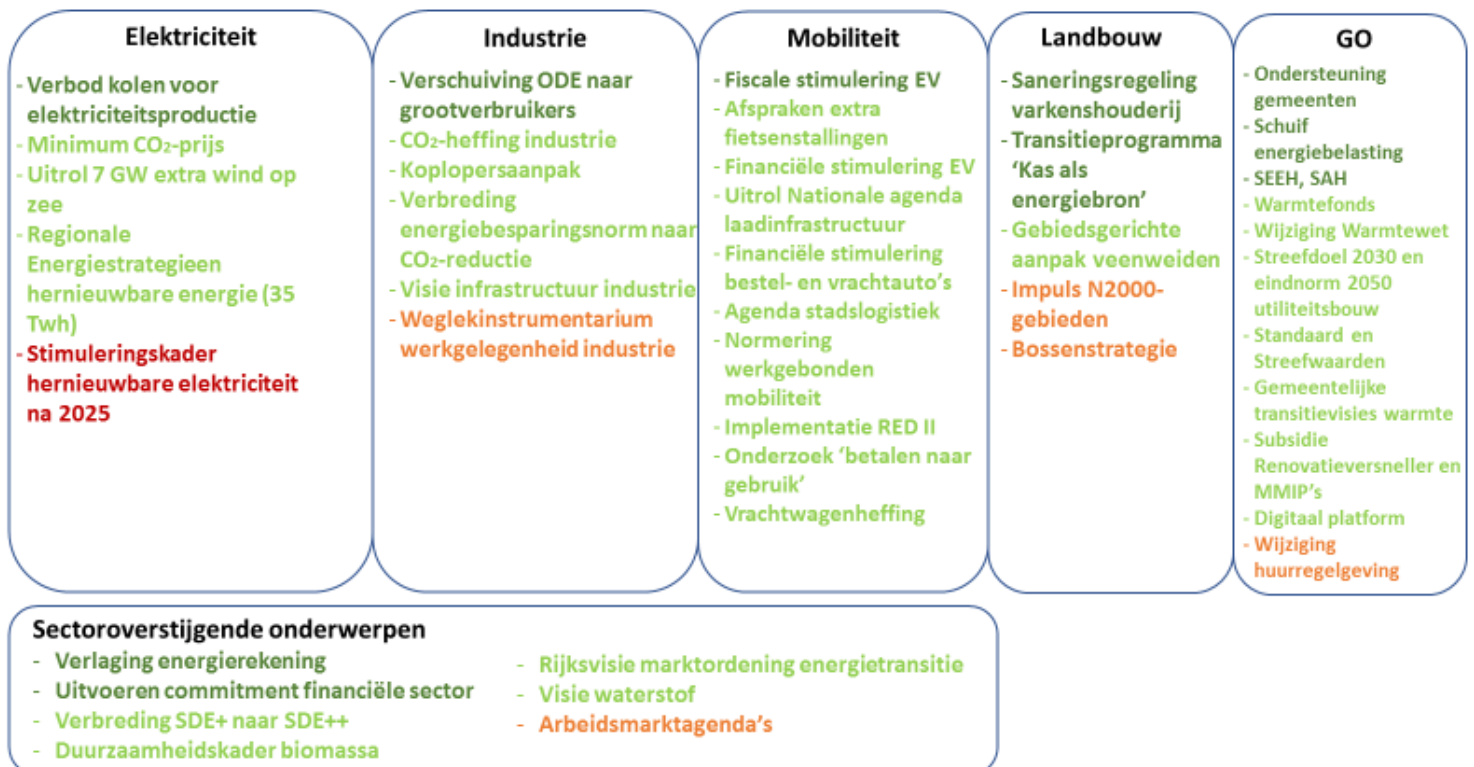 Elektriciteit
- Verbod kolen voor
elektriciteitsproductie
- Minimum CO₂-prijs
- Uitrol 7 GW extra wind op
zee
- Regionale
Energiestrategieen
hernieuwbare energie (35
Twh)
- Stimuleringskader
hernieuwbare elektriciteit
na 2025
Industrie
- Verschuiving ODE naar
grootverbruikers
- CO₂-heffing industrie
- Koplopersaanpak
- Verbreding
energiebesparingsnorm naar
CO₂-reductie
- Visie infrastructuur industrie
- Weglekinstrumentarium
werkgelegenheid industrie
Mobiliteit
- Fiscale stimulering EV
- Afspraken extra
fietsenstallingen
- Financiële stimulering EV
- Uitrol Nationale agenda
laadinfrastructuur
- Financiële stimulering
bestel- en vrachtauto's
- Agenda stadslogistiek
- Normering
werkgebonden
mobiliteit
- Implementatie RED II
- Onderzoek 'betalen naar
gebruik'
- Vrachtwagenheffing
Landbouw
- Saneringsregeling
varkenshouderij
- Transitieprogramma
'Kas als
energiebron'
- Gebiedsgerichte
aanpak veenweiden
- Impuls N2000-
gebieden
- Bossenstrategie
GO
- Ondersteuning
gemeenten
- Schuif
energiebelasting
- SEEH, SAH
- Warmtefonds
- Wijziging Warmtewet
- Streefdoel 2030 en
eindnorm 2050
utiliteitsbouw
- Standaard en
Streefwaarden
- Gemeentelijke
transitievisies warmte
- Subsidie
Renovatieversneller en
MMIP's
- Digitaal platform
- Wijziging
huurregelgeving
Sectoroverstijgende onderwerpen
- Verlaging energierekening
- Uitvoeren commitment financiële sector
- Verbreding SDE+ naar SDE++
- Duurzaamheidskader biomassa
- Rijksvisie marktordening energietransitie
- Visie waterstof
- Arbeidsmarktagenda's